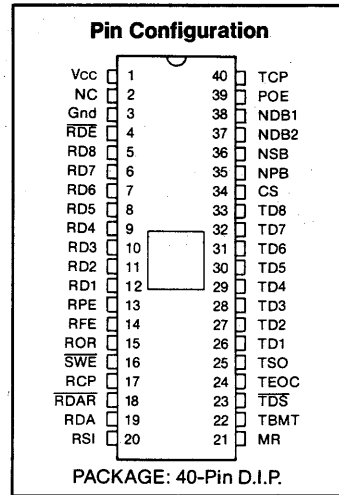 Pin Configuration
Vcc 1 40 TCP
NC 2 39 POE
Gnd 3 38 NDB1
RDE 4 37 NDB2
RD8 5 36 NSB
RD7 6 35 NPB
RD6 7 34 CS
RD5 8 33 TD8
RD4 9 32 TD7
RD3 10 31 TD6
RD2 11 30 TD5
RD1 12 29 TD4
RPE 13 28 TD3
RFE 14 27 TD2
ROR 15 26 TD1
SWE 16 25 TSO
RCP 17 24 TEOC
RDAR 18 23 TDS
RDA 19 22 TBMT
RSI 20 21 MR
PACKAGE: 40-Pin D.I.P.